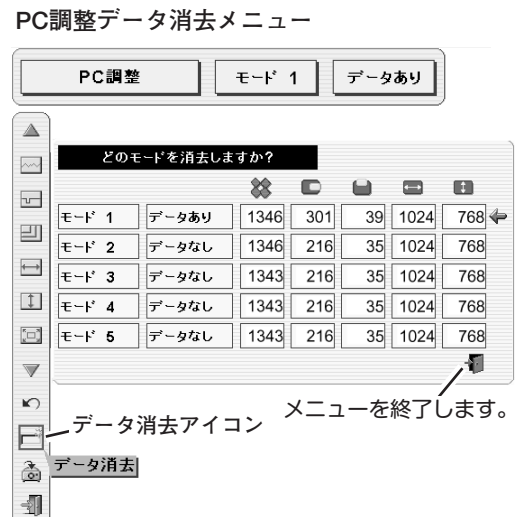 PC調整データ消去メニュー
PC調整 モード 1 データあり
どのモードを消去しますか?
モード 1 データあり 1346 301 39 1024 768
モード 2 データなし 1346 216 35 1024 768
モード 3 データなし 1343 216 35 1024 768
モード 4 データなし 1343 216 35 1024 768
モード 5 データなし 1343 216 35 1024 768
メニューを終了します。
データ消去アイコン
データ消去